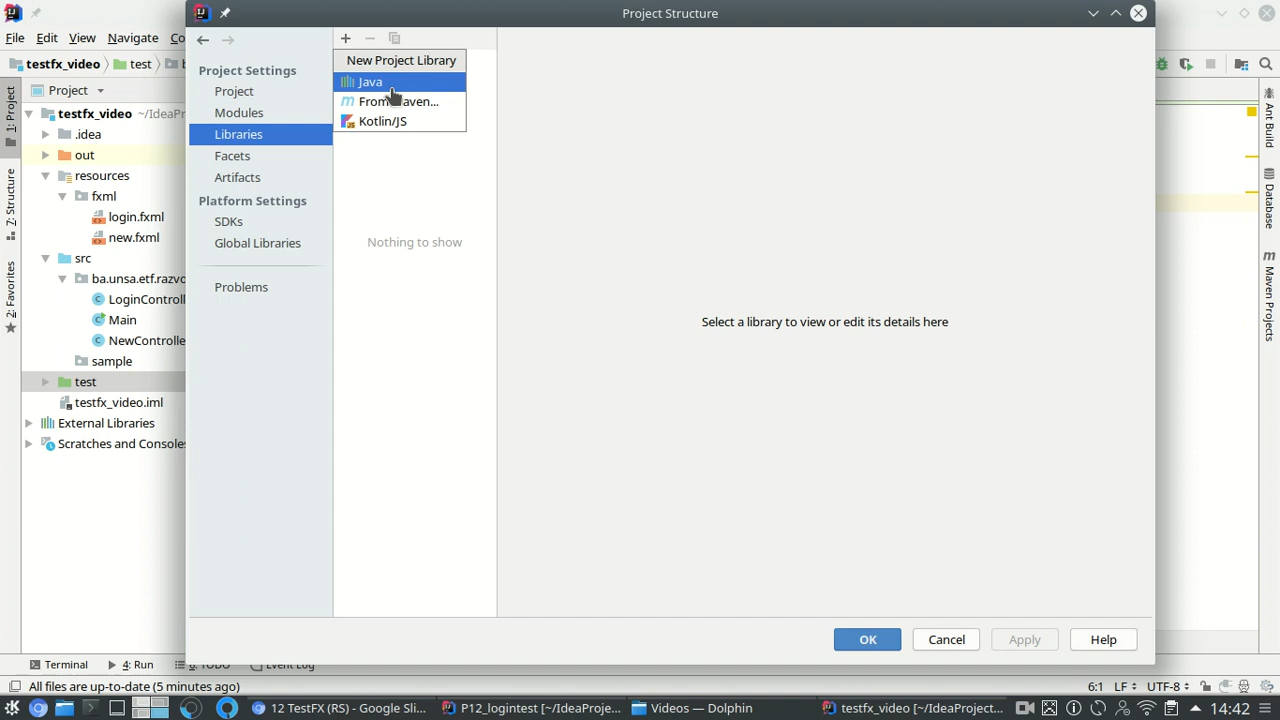 Project Structure
File Edit View Navigate Co
testfx_video test b
Project
testfx_video ~/IdeaPr
.idea
out
resources
fxml
login.fxml
new.fxml
src
ba.unsa.etf.razvo
LoginControll
Main
NewControlle
sample
test
testfx_video.iml
External Libraries
Scratches and Consoles
1: Project
7: Structure
2: Favorites
Project Settings
Project
Modules
Libraries
Facets
Artifacts
Platform Settings
SDKs
Global Libraries
Problems
New Project Library
Java
From Maven...
Kotlin/JS
Nothing to show
Select a library to view or edit its details here
OK Cancel Apply Help
Ant Build
Database
m Maven Projects
Terminal 4: Run 6: TODO Event Log
All files are up-to-date (5 minutes ago) 6:1 LF UTF-8
12 TestFX (RS) - Google Sli... P12_logintest [~/IdeaProje... Videos — Dolphin testfx_video [~/IdeaProject... 14:42